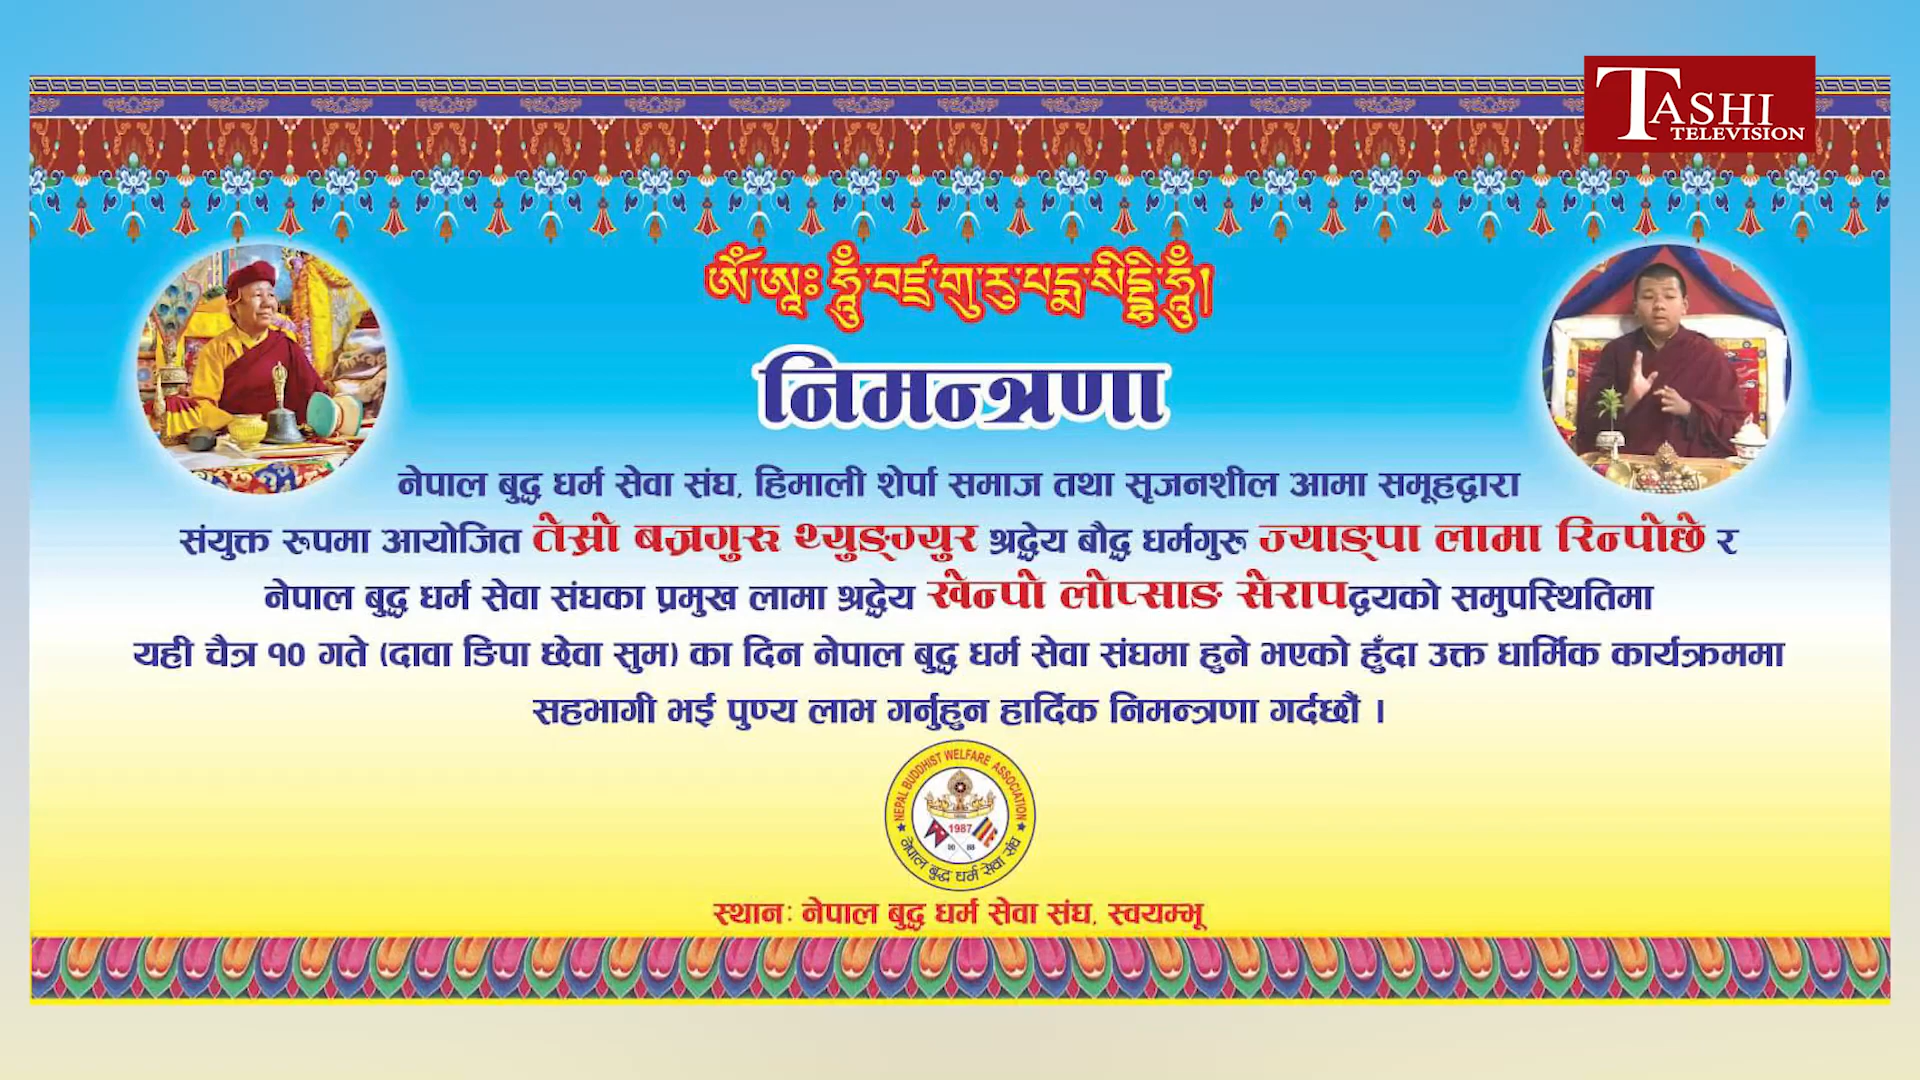 TASHI
TELEVISION
ༀ་ཨཱཿ་ཧཱུྃ་བཛྲ་གུ་རུ་པདྨ་སིདྡྷི་ཧཱུྃ།
निमन्त्रणा
नेपाल बुद्ध धर्म सेवा संघ, हिमाली शेर्पा समाज तथा सृजनशील आमा समूहद्वारा
संयुक्त रुपमा आयोजित तेस्रो बज्रगुरु थ्युङ्ग्युर श्रद्धेय बौद्ध धर्मगुरू ज्याङ्पा लामा रिन्पोछे र
नेपाल बुद्ध धर्म सेवा संघका प्रमुख लामा श्रद्धेय खेन्पो लोप्साङ सेरापद्वयको समुपस्थितिमा
यही चैत्र १० गते (दावा ङिपा छेवा सुम) का दिन नेपाल बुद्ध धर्म सेवा संघमा हुने भएको हुँदा उक्त धार्मिक कार्यक्रममा
सहभागी भई पुण्य लाभ गर्नुहुन हार्दिक निमन्त्रणा गर्दछौं ।
NEPAL BUDDHIST WELFARE ASSOCIATION
1987
नेपाल बुद्ध धर्म सेवा संघ
स्थानः नेपाल बुद्ध धर्म सेवा संघ, स्वयम्भू